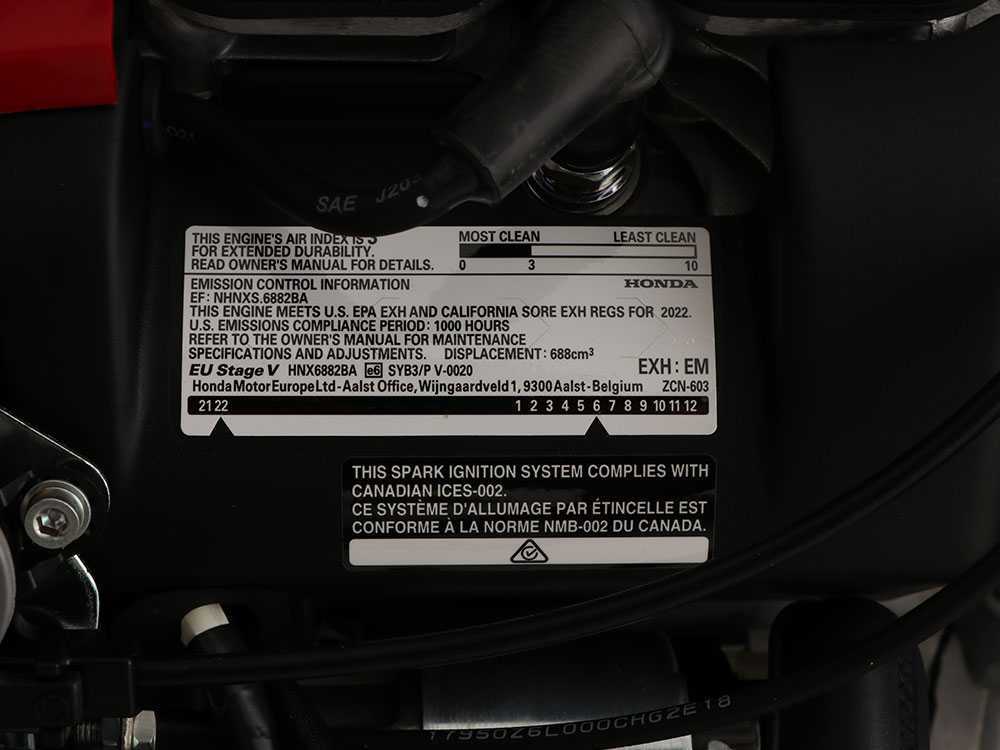 SAE J20
THIS ENGINE'S AIR INDEX IS 3
FOR EXTENDED DURABILITY.
READ OWNER'S MANUAL FOR DETAILS.
MOST CLEAN LEAST CLEAN
0 3 10
EMISSION CONTROL INFORMATION
HONDA
EF: NHNXS.6882BA
THIS ENGINE MEETS U.S. EPA EXH AND CALIFORNIA SORE EXH REGS FOR 2022.
U.S. EMISSIONS COMPLIANCE PERIOD: 1000 HOURS
REFER TO THE OWNER'S MANUAL FOR MAINTENANCE
SPECIFICATIONS AND ADJUSTMENTS. DISPLACEMENT: 688cm³
EXH: EM
EU Stage V HNX6882BA e6 SYB3/P V-0020
Honda Motor Europe Ltd - Aalst Office, Wijngaardveld 1, 9300 Aalst - Belgium ZCN-603
21 22 1 2 3 4 5 6 7 8 9 10 11 12
THIS SPARK IGNITION SYSTEM COMPLIES WITH
CANADIAN ICES-002.
CE SYSTÈME D'ALLUMAGE PAR ÉTINCELLE EST
CONFORME À LA NORME NMB-002 DU CANADA.
17950Z6L000CHG2E18